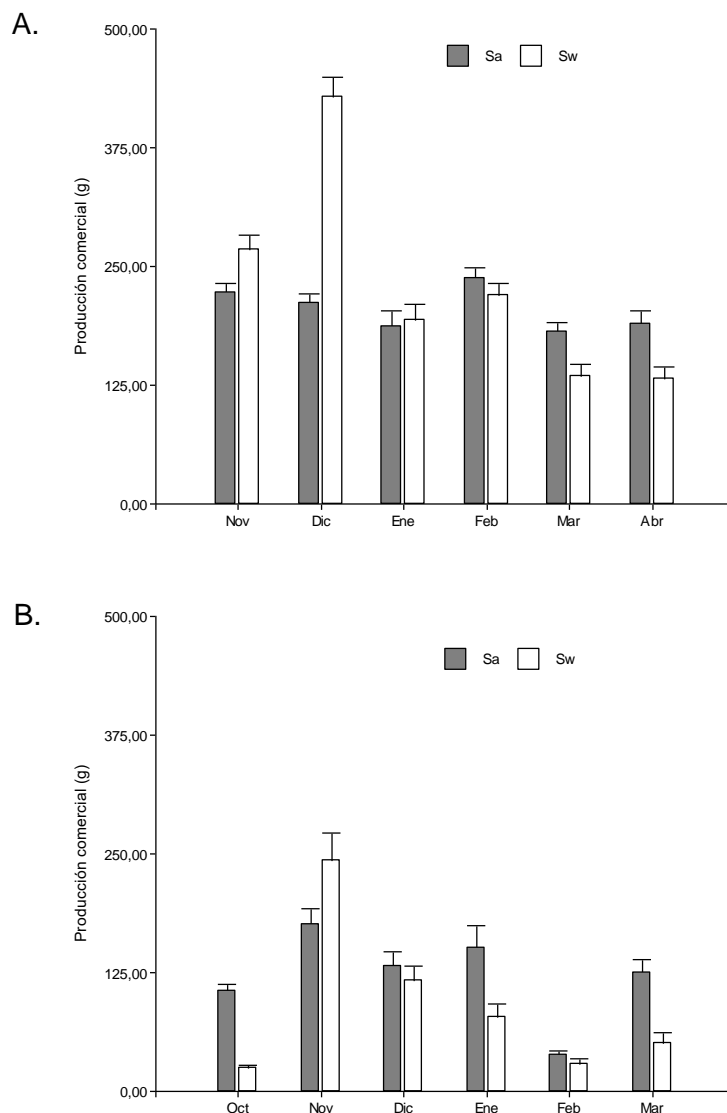 A.
500,00
Sa Sw
375,00
250,00
125,00
0,00
Producción comercial (g)
Nov Dic Ene Feb Mar Abr
B.
500,00
Sa Sw
375,00
250,00
125,00
0,00
Producción comercial (g)
Oct Nov Dic Ene Feb Mar